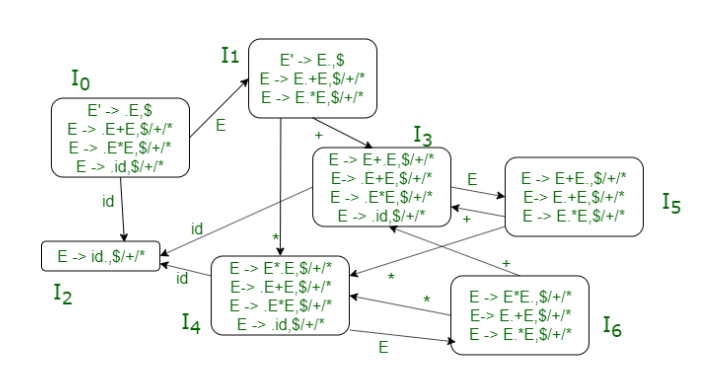 I0
E' -> .E,$
E -> .E+E,$/+/*
E -> .E*E,$/+/*
E -> .id,$/+/*
I1
E' -> E.,$
E -> E.+E,$/+/*
E -> E.*E,$/+/*
E
+
id
*
I3
E -> E+.E,$/+/*
E-> .E+E,$/+/*
E -> .E*E,$/+/*
E -> .id,$/+/*
E
+
I5
E -> E+E.,$/+/*
E-> E.+E,$/+/*
E -> E.*E,$/+/*
id
*
+
I2
E -> id.,$/+/*
id
I4
E -> E*.E,$/+/*
E -> .E+E,$/+/*
E -> .E*E,$/+/*
E -> .id,$/+/*
*
E
I6
E -> E*E.,$/+/*
E-> E.+E,$/+/*
E -> E.*E,$/+/*